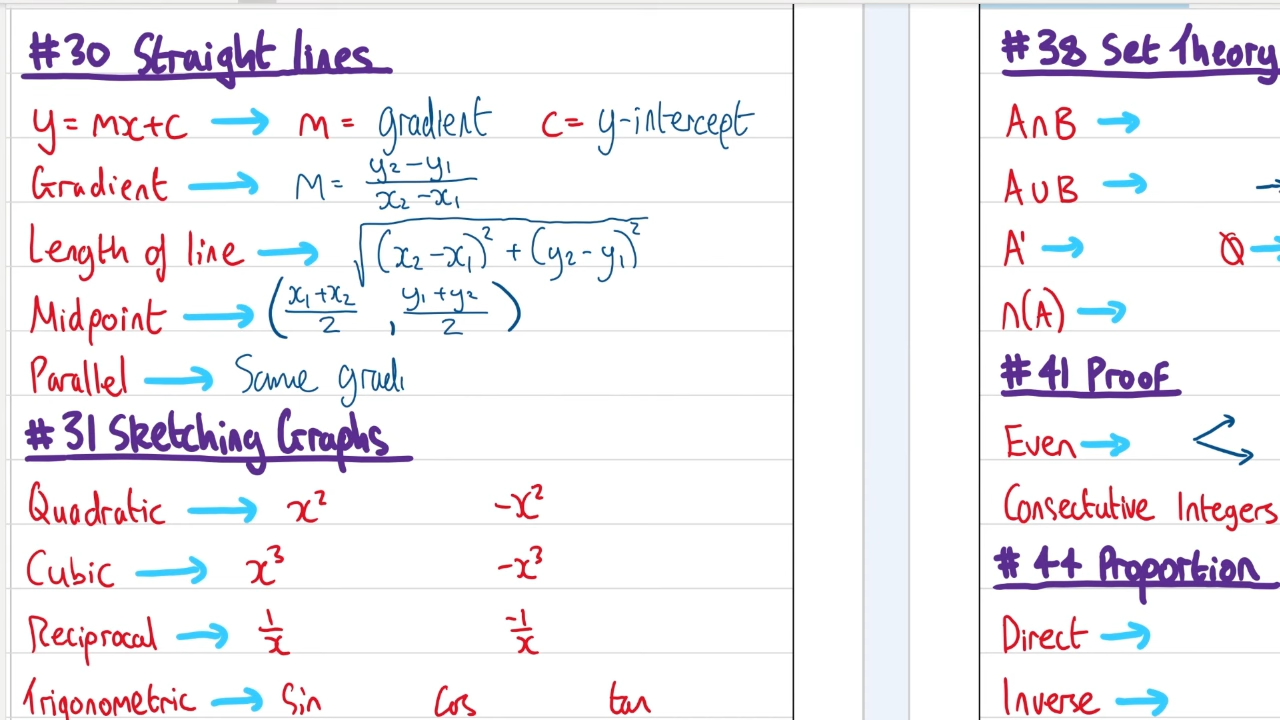 #30 Straight lines
y = mx+c → m = gradient c = y-intercept
Gradient → m = y₂-y₁/x₂-x₁
Length of line → √(x₂-x₁)² + (y₂-y₁)²
Midpoint → (x₁+x₂/2 , y₁+y₂/2)
Parallel → Same gradi
#31 Sketching Graphs
Quadratic → x² -x²
Cubic → x³ -x³
Reciprocal → 1/x -1/x
Trigonometric → Sin Cos tan
#38 Set Theory
A∩B →
A∪B → →
A' → Ø →
n(A) →
#41 Proof
Even →
Consectutive Integers
#44 Proportion
Direct →
Inverse →